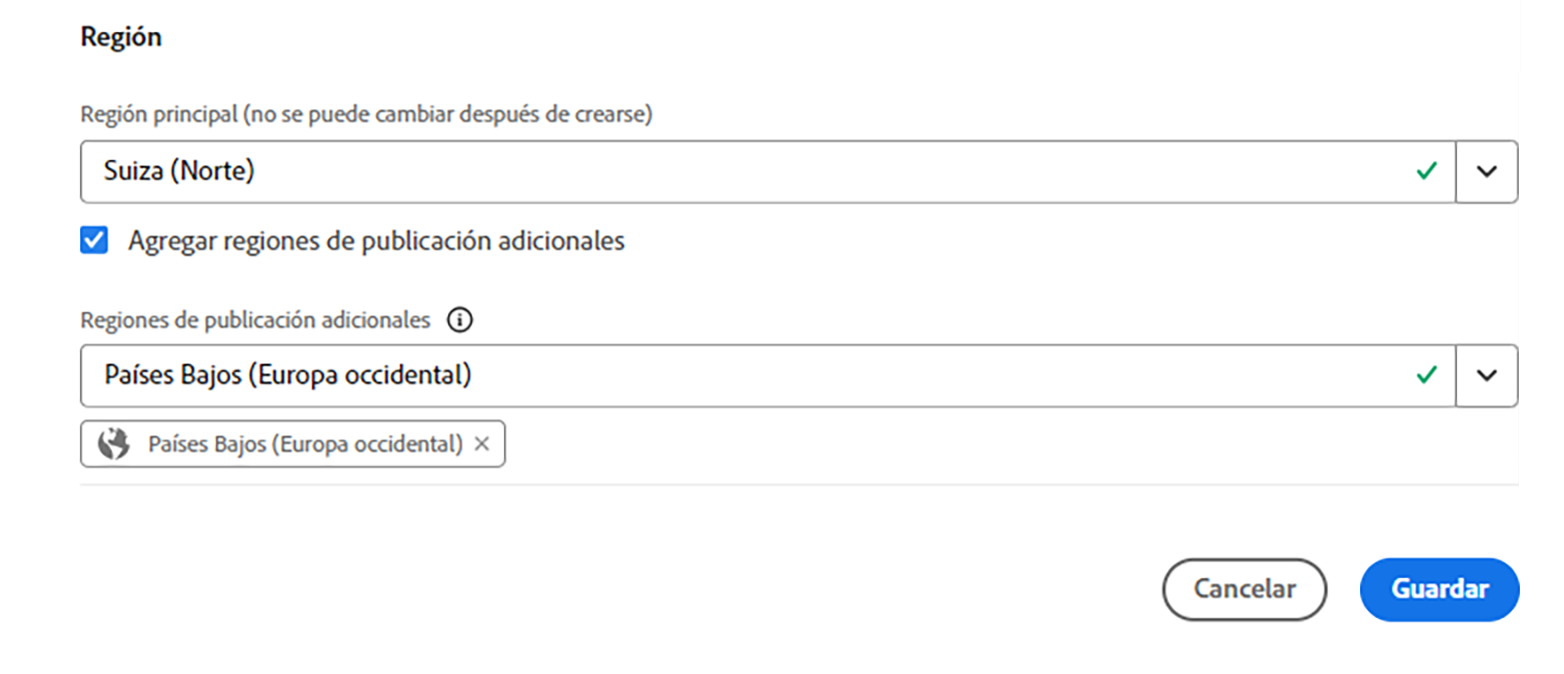 Región
Región principal (no se puede cambiar después de crearse)
Suiza (Norte)
Agregar regiones de publicación adicionales
Regiones de publicación adicionales
Países Bajos (Europa occidental)
Países Bajos (Europa occidental)
Cancelar
Guardar